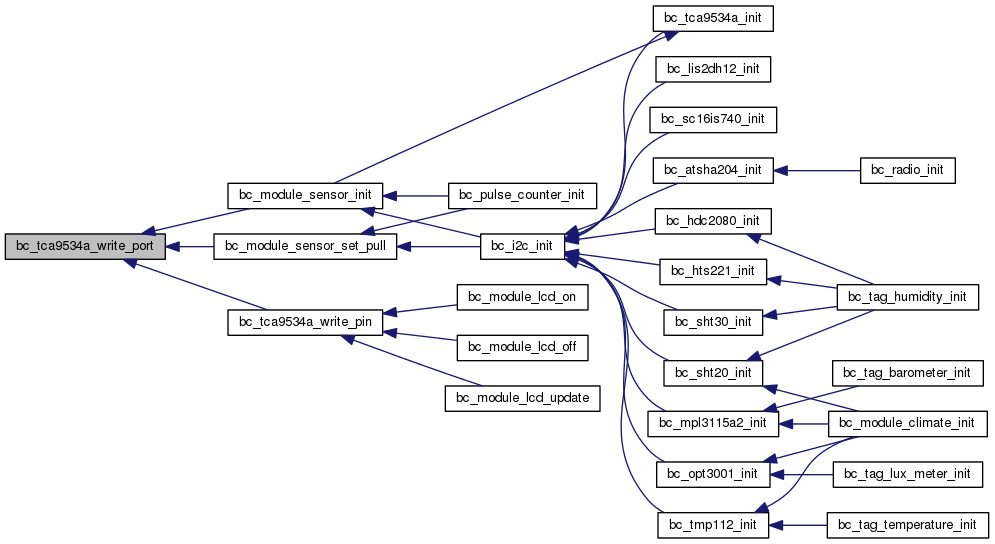 bc_tca9534a_init
bc_lis2dh12_init
bc_sc16is740_init
bc_atsha204_init
bc_radio_init
bc_module_sensor_init
bc_pulse_counter_init
bc_hdc2080_init
bc_tca9534a_write_port
bc_module_sensor_set_pull
bc_i2c_init
bc_hts221_init
bc_module_lcd_on
bc_tag_humidity_init
bc_tca9534a_write_pin
bc_sht30_init
bc_module_lcd_off
bc_sht20_init
bc_tag_barometer_init
bc_module_lcd_update
bc_mpl3115a2_init
bc_module_climate_init
bc_opt3001_init
bc_tag_lux_meter_init
bc_tmp112_init
bc_tag_temperature_init